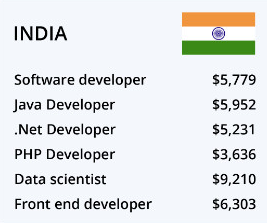 INDIA
Software developer $5,779
Java Developer $5,952
.Net Developer $5,231
PHP Developer $3,636
Data scientist $9,210
Front end developer $6,303